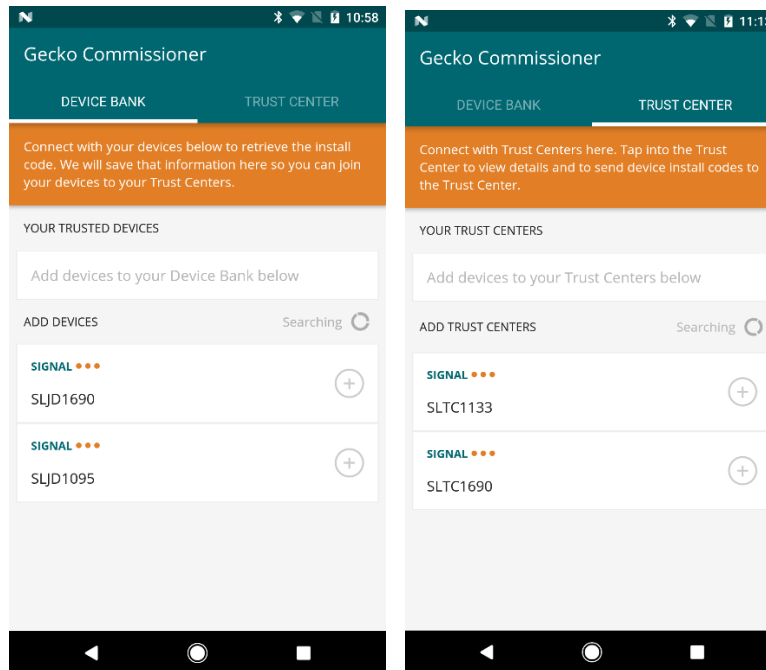 10:58
Gecko Commissioner
DEVICE BANK TRUST CENTER
Connect with your devices below to retrieve the install
code. We will save that information here so you can join
your devices to your Trust Centers.
YOUR TRUSTED DEVICES
Add devices to your Device Bank below
ADD DEVICES Searching
SIGNAL
SLJD1690
SIGNAL
SLJD1095
Gecko Commissioner
DEVICE BANK TRUST CENTER
Connect with Trust Centers here. Tap into the Trust
Center to view details and to send device install codes to
the Trust Center.
YOUR TRUST CENTERS
Add devices to your Trust Centers below
ADD TRUST CENTERS Searching
SIGNAL
SLTC1133
SIGNAL
SLTC1690